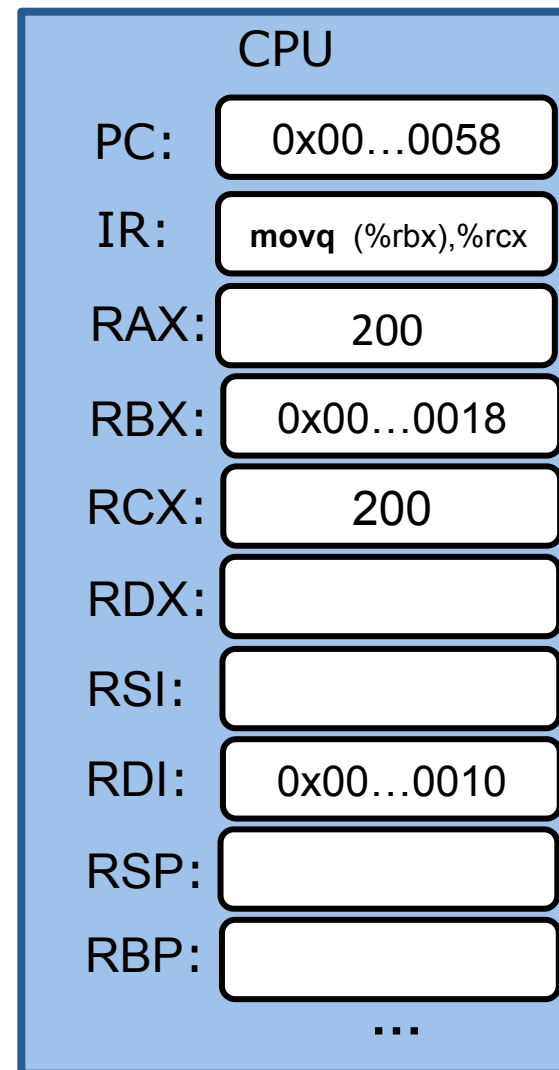 CPU
PC: 0x00…0058
IR: movq (%rbx),%rcx
RAX: 200
RBX: 0x00…0018
RCX: 200
RDX:
RSI:
RDI: 0x00…0010
RSP:
RBP:
…